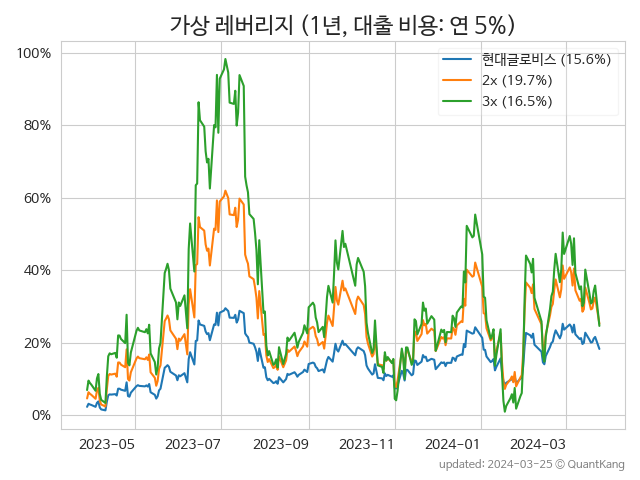 가상 레버리지 (1년, 대출 비용: 연 5%)
현대글로비스 (15.6%)
2x (19.7%)
3x (16.5%)
100%
80%
60%
40%
20%
0%
2023-05 2023-07 2023-09 2023-11 2024-01 2024-03
updated: 2024-03-25 © QuantKang